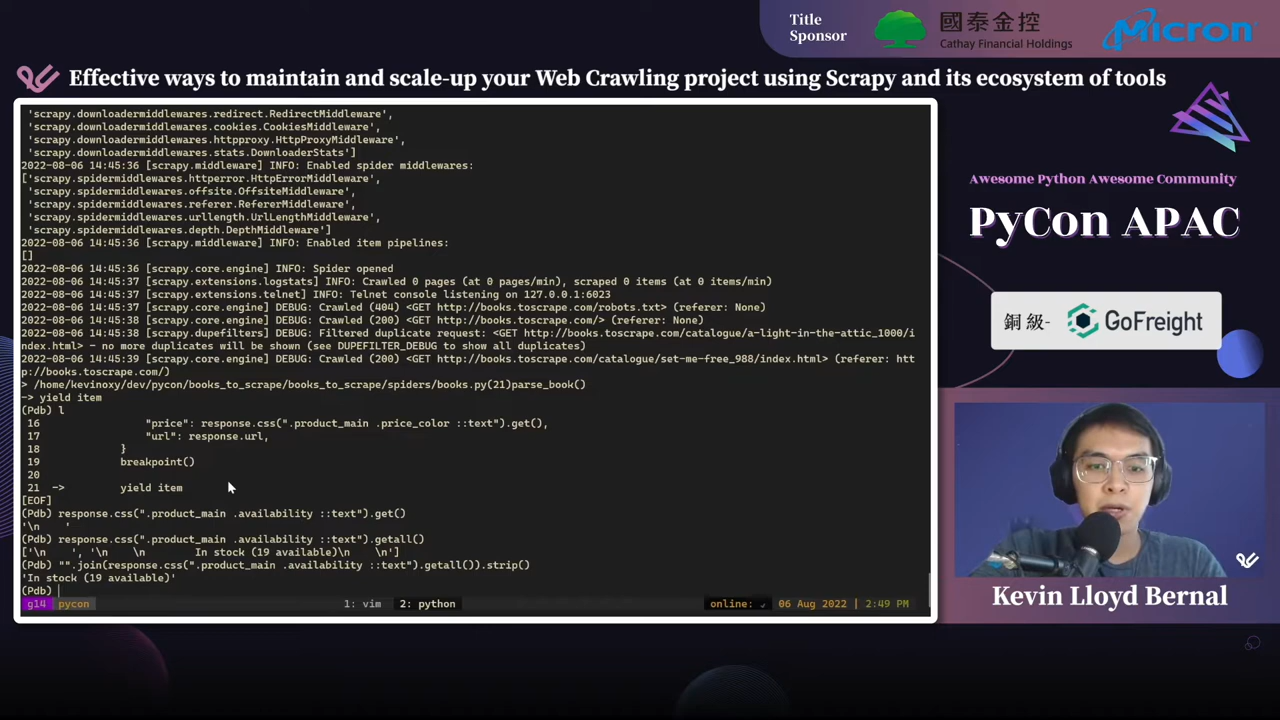 Title
Sponsor
國泰金控
Cathay Financial Holdings
Micron
Effective ways to maintain and scale-up your Web Crawling project using Scrapy and its ecosystem of tools
'scrapy.downloadermiddlewares.redirect.RedirectMiddleware',
'scrapy.downloadermiddlewares.cookies.CookiesMiddleware',
'scrapy.downloadermiddlewares.httpproxy.HttpProxyMiddleware',
'scrapy.downloadermiddlewares.stats.DownloaderStats']
2022-08-06 14:45:36 [scrapy.middleware] INFO: Enabled spider middlewares:
['scrapy.spidermiddlewares.httperror.HttpErrorMiddleware',
'scrapy.spidermiddlewares.offsite.OffsiteMiddleware',
'scrapy.spidermiddlewares.referer.RefererMiddleware',
'scrapy.spidermiddlewares.urllength.UrlLengthMiddleware',
'scrapy.spidermiddlewares.depth.DepthMiddleware']
2022-08-06 14:45:36 [scrapy.middleware] INFO: Enabled item pipelines:
[]
2022-08-06 14:45:36 [scrapy.core.engine] INFO: Spider opened
2022-08-06 14:45:37 [scrapy.extensions.logstats] INFO: Crawled 0 pages (at 0 pages/min), scraped 0 items (at 0 items/min)
2022-08-06 14:45:37 [scrapy.extensions.telnet] INFO: Telnet console listening on 127.0.0.1:6023
2022-08-06 14:45:37 [scrapy.core.engine] DEBUG: Crawled (404) <GET http://books.toscrape.com/robots.txt> (referer: None)
2022-08-06 14:45:38 [scrapy.core.engine] DEBUG: Crawled (200) <GET http://books.toscrape.com/> (referer: None)
2022-08-06 14:45:38 [scrapy.dupefilters] DEBUG: Filtered duplicate request: <GET http://books.toscrape.com/catalogue/a-light-in-the-attic_1000/i
ndex.html> - no more duplicates will be shown (see DUPEFILTER_DEBUG to show all duplicates)
2022-08-06 14:45:39 [scrapy.core.engine] DEBUG: Crawled (200) <GET http://books.toscrape.com/catalogue/set-me-free_988/index.html> (referer: htt
p://books.toscrape.com/)
> /home/kevinoxy/dev/pycon/books_to_scrape/books_to_scrape/spiders/books.py(21)parse_book()
-> yield item
(Pdb) l
16 "price": response.css(".product_main .price_color ::text").get(),
17 "url": response.url,
18 }
19 breakpoint()
20
21 -> yield item
[EOF]
(Pdb) response.css(".product_main .availability ::text").get()
'\n    '
(Pdb) response.css(".product_main .availability ::text").getall()
['\n    ', '\n    \n        In stock (19 available)\n    \n']
(Pdb) "".join(response.css(".product_main .availability ::text").getall()).strip()
'In stock (19 available)'
(Pdb)
g14 pycon 1: vim 2: python online: ✓ 06 Aug 2022 | 2:49 PM
Awesome Python Awesome Community
PyCon APAC
銅級- GoFreight
Kevin Lloyd Bernal